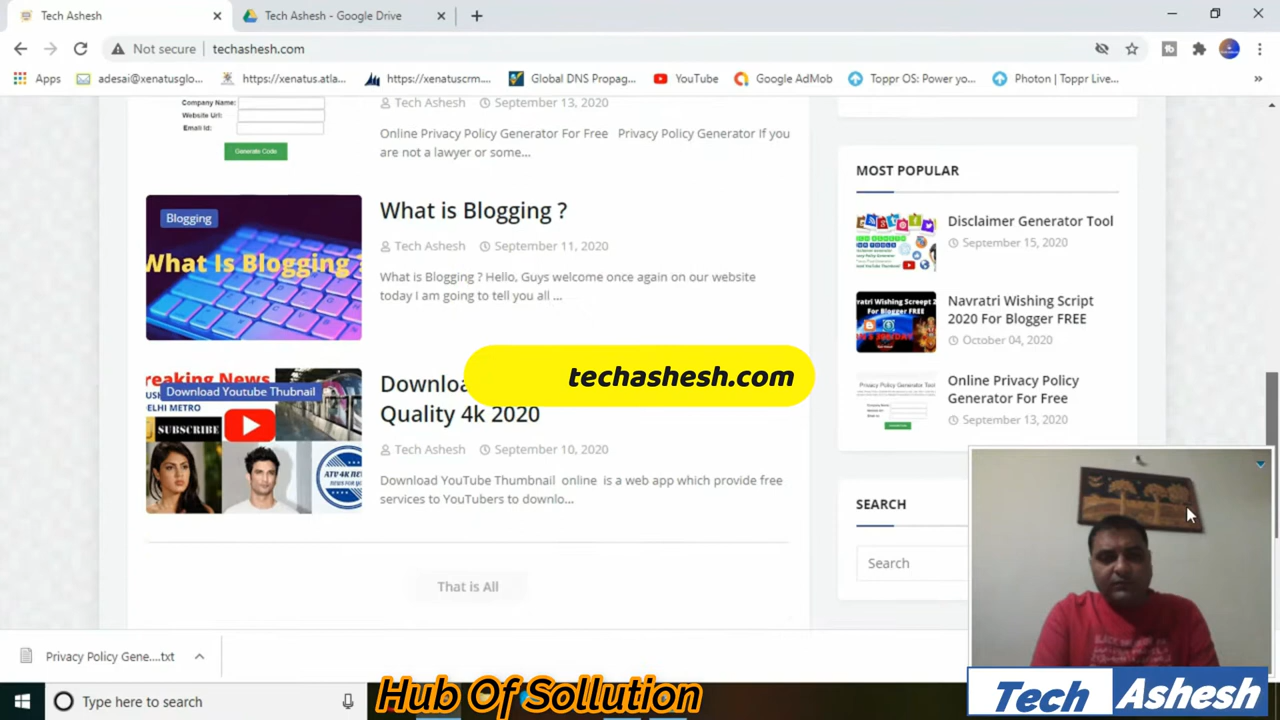 Tech Ashesh
Tech Ashesh - Google Drive
Not secure
techashesh.com
Apps
adesai@xenatusglo...
https://xenatus.atla...
https://xenatuscrm....
Global DNS Propag...
YouTube
Google AdMob
Toppr OS: Power yo...
Photon | Toppr Live...
Company Name:
Website Url:
Email Id:
Generate Code
Tech Ashesh
September 13, 2020
Online Privacy Policy Generator For Free Privacy Policy Generator If you
are not a lawyer or some...
Blogging
What Is Blogging
What is Blogging ?
Tech Ashesh
September 11, 2020
What is Blogging ? Hello, Guys welcome once again on our website
today I am going to tell you all ...
reaking News
Download Youtube Thubnail
DELHI METRO
SUBSCRIBE
techashesh.com
Quality 4k 2020
Tech Ashesh
September 10, 2020
Download YouTube Thumbnail online is a web app which provide free
services to YouTubers to downlo...
That is All
MOST POPULAR
Disclaimer Generator Tool
September 15, 2020
Navratri Wishing Script
2020 For Blogger FREE
October 04, 2020
Online Privacy Policy
Generator For Free
September 13, 2020
SEARCH
Search
Privacy Policy Gene....txt
Type here to search
Hub Of Sollution
Tech Ashesh